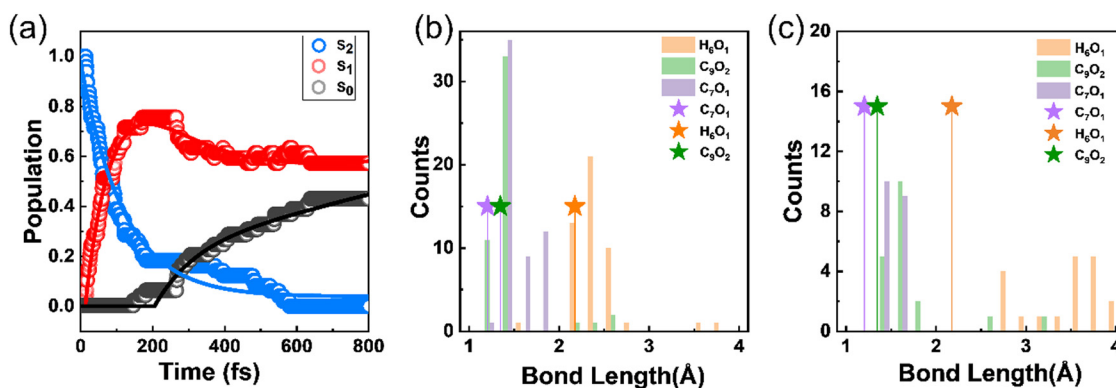 (a)
S₂
S₁
S₀
Population
1.0
0.8
0.6
0.4
0.2
0.0
0 200 400 600 800
Time (fs)
(b)
H₆O₁
C₉O₂
C₇O₁
C₇O₁
H₆O₁
C₉O₂
Counts
30
20
10
0
1 2 3 4
Bond Length(Å)
(c)
H₆O₁
C₉O₂
C₇O₁
C₇O₁
H₆O₁
C₉O₂
Counts
20
16
12
8
4
0
1 2 3 4
Bond Length(Å)